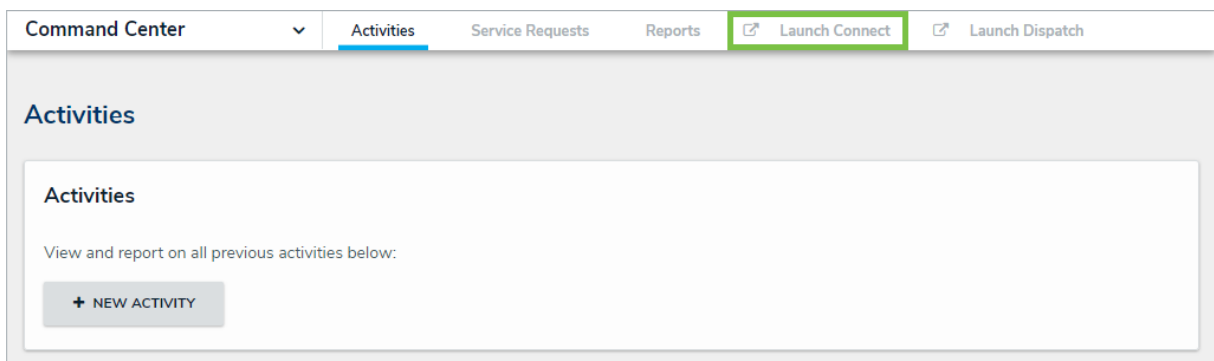 Command Center Activities Service Requests Reports Launch Connect Launch Dispatch
Activities
Activities
View and report on all previous activities below:
+ NEW ACTIVITY